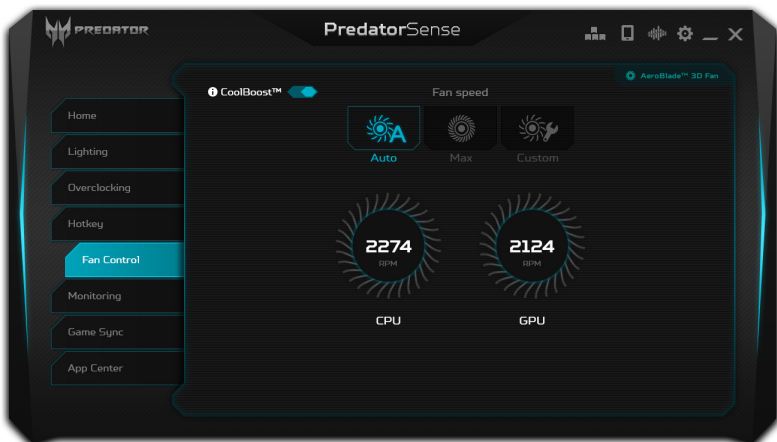 PREDATOR
PredatorSense
AeroBlade™ 3D Fan
CoolBoost™
Fan speed
Home
Lighting
Overclocking
Hotkey
Fan Control
Monitoring
Game Sync
App Center
A
Auto
Max
Custom
2274
RPM
CPU
2124
RPM
GPU